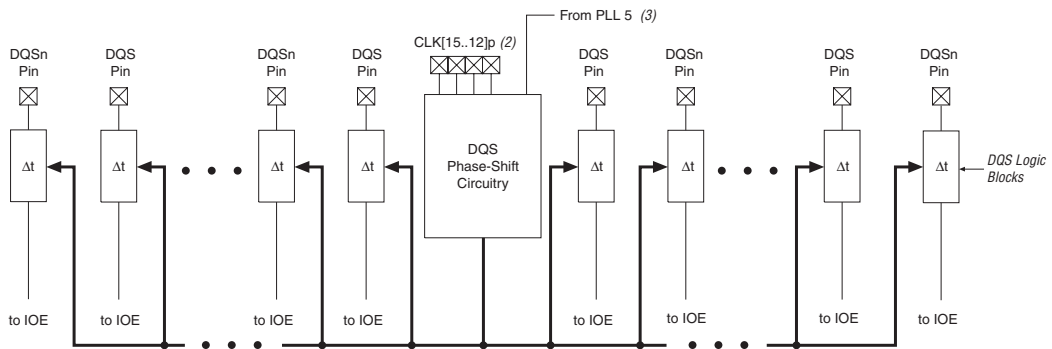 From PLL 5 (3)
CLK[15..12]p (2)
DQSn
Pin
DQS
Pin
DQSn
Pin
DQS
Pin
DQS
Pin
DQSn
Pin
DQS
Pin
DQSn
Pin
Δt
Δt
Δt
Δt
DQS
Phase-Shift
Circuitry
Δt
Δt
Δt
Δt
DQS Logic
Blocks
to IOE
to IOE
to IOE
to IOE
to IOE
to IOE
to IOE
to IOE